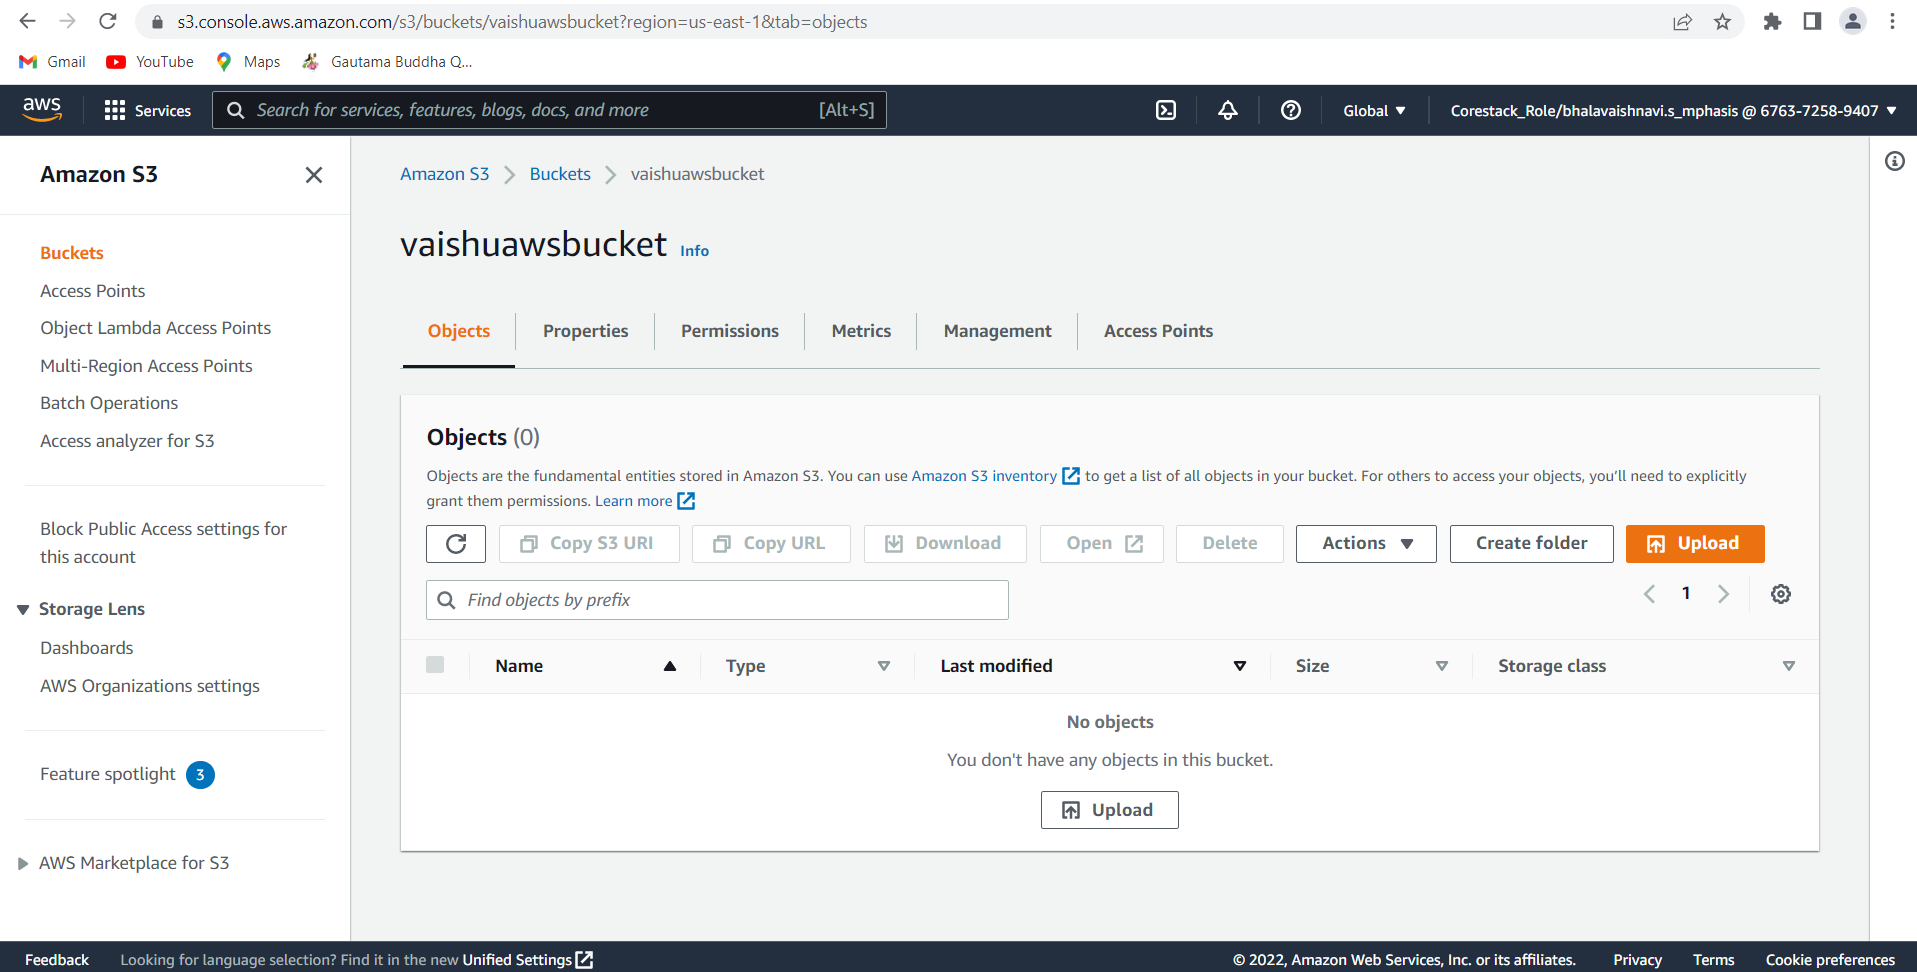 s3.console.aws.amazon.com/s3/buckets/vaishuawsbucket?region=us-east-1&tab=objects
Gmail YouTube Maps Gautama Buddha Q...
aws Services Search for services, features, blogs, docs, and more [Alt+S] Global Corestack_Role/bhalavaishnavi.s_mphasis @ 6763-7258-9407
Amazon S3
Buckets
Access Points
Object Lambda Access Points
Multi-Region Access Points
Batch Operations
Access analyzer for S3
Block Public Access settings for
this account
Storage Lens
Dashboards
AWS Organizations settings
Feature spotlight 3
AWS Marketplace for S3
Amazon S3 Buckets vaishuawsbucket
vaishuawsbucket Info
Objects Properties Permissions Metrics Management Access Points
Objects (0)
Objects are the fundamental entities stored in Amazon S3. You can use Amazon S3 inventory to get a list of all objects in your bucket. For others to access your objects, you’ll need to explicitly
grant them permissions. Learn more
Copy S3 URI Copy URL Download Open Delete Actions Create folder Upload
Find objects by prefix 1
Name Type Last modified Size Storage class
No objects
You don't have any objects in this bucket.
Upload
Feedback Looking for language selection? Find it in the new Unified Settings © 2022, Amazon Web Services, Inc. or its affiliates. Privacy Terms Cookie preferences